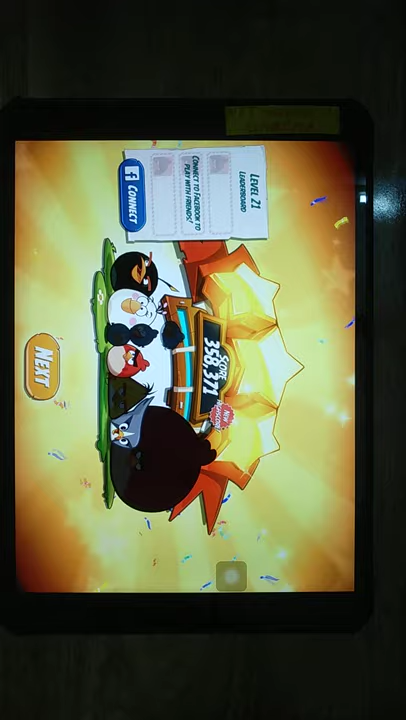 LEVEL 21
LEADERBOARD
CONNECT TO FACEBOOK TO
PLAY WITH FRIENDS!
f CONNECT
SCORE
358,371
NEW
HIGHSCORE!
NEXT